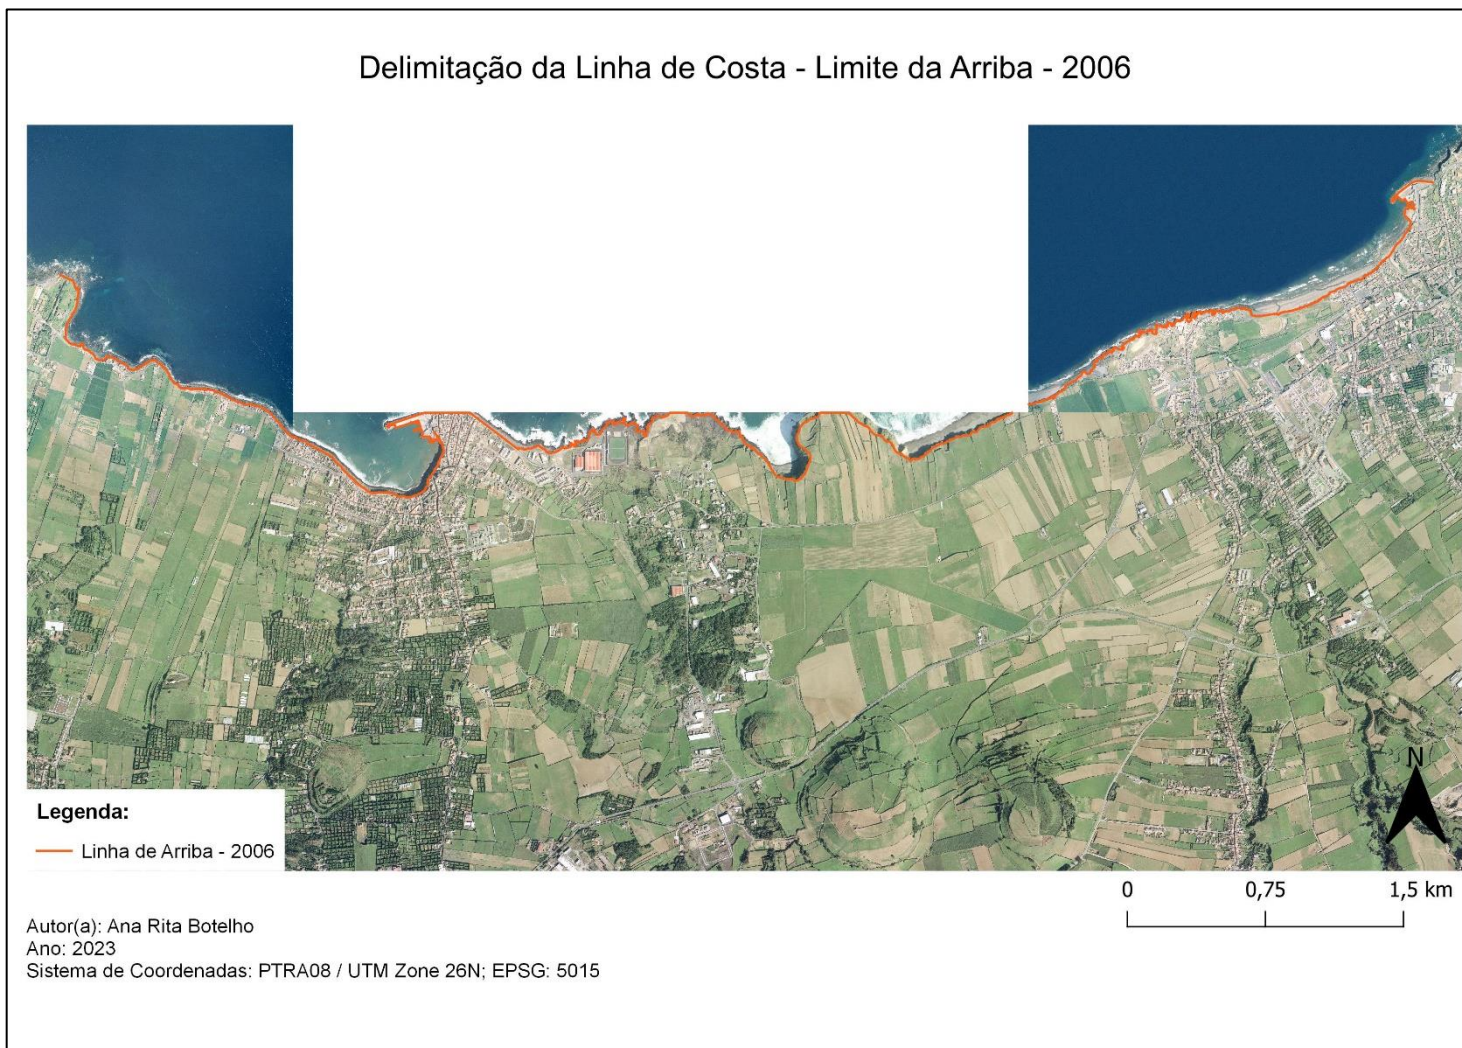 Delimitação da Linha de Costa - Limite da Arriba - 2006
Legenda:
Linha de Arriba - 2006
N
0 0,75 1,5 km
Autor(a): Ana Rita Botelho
Ano: 2023
Sistema de Coordenadas: PTRA08 / UTM Zone 26N; EPSG: 5015